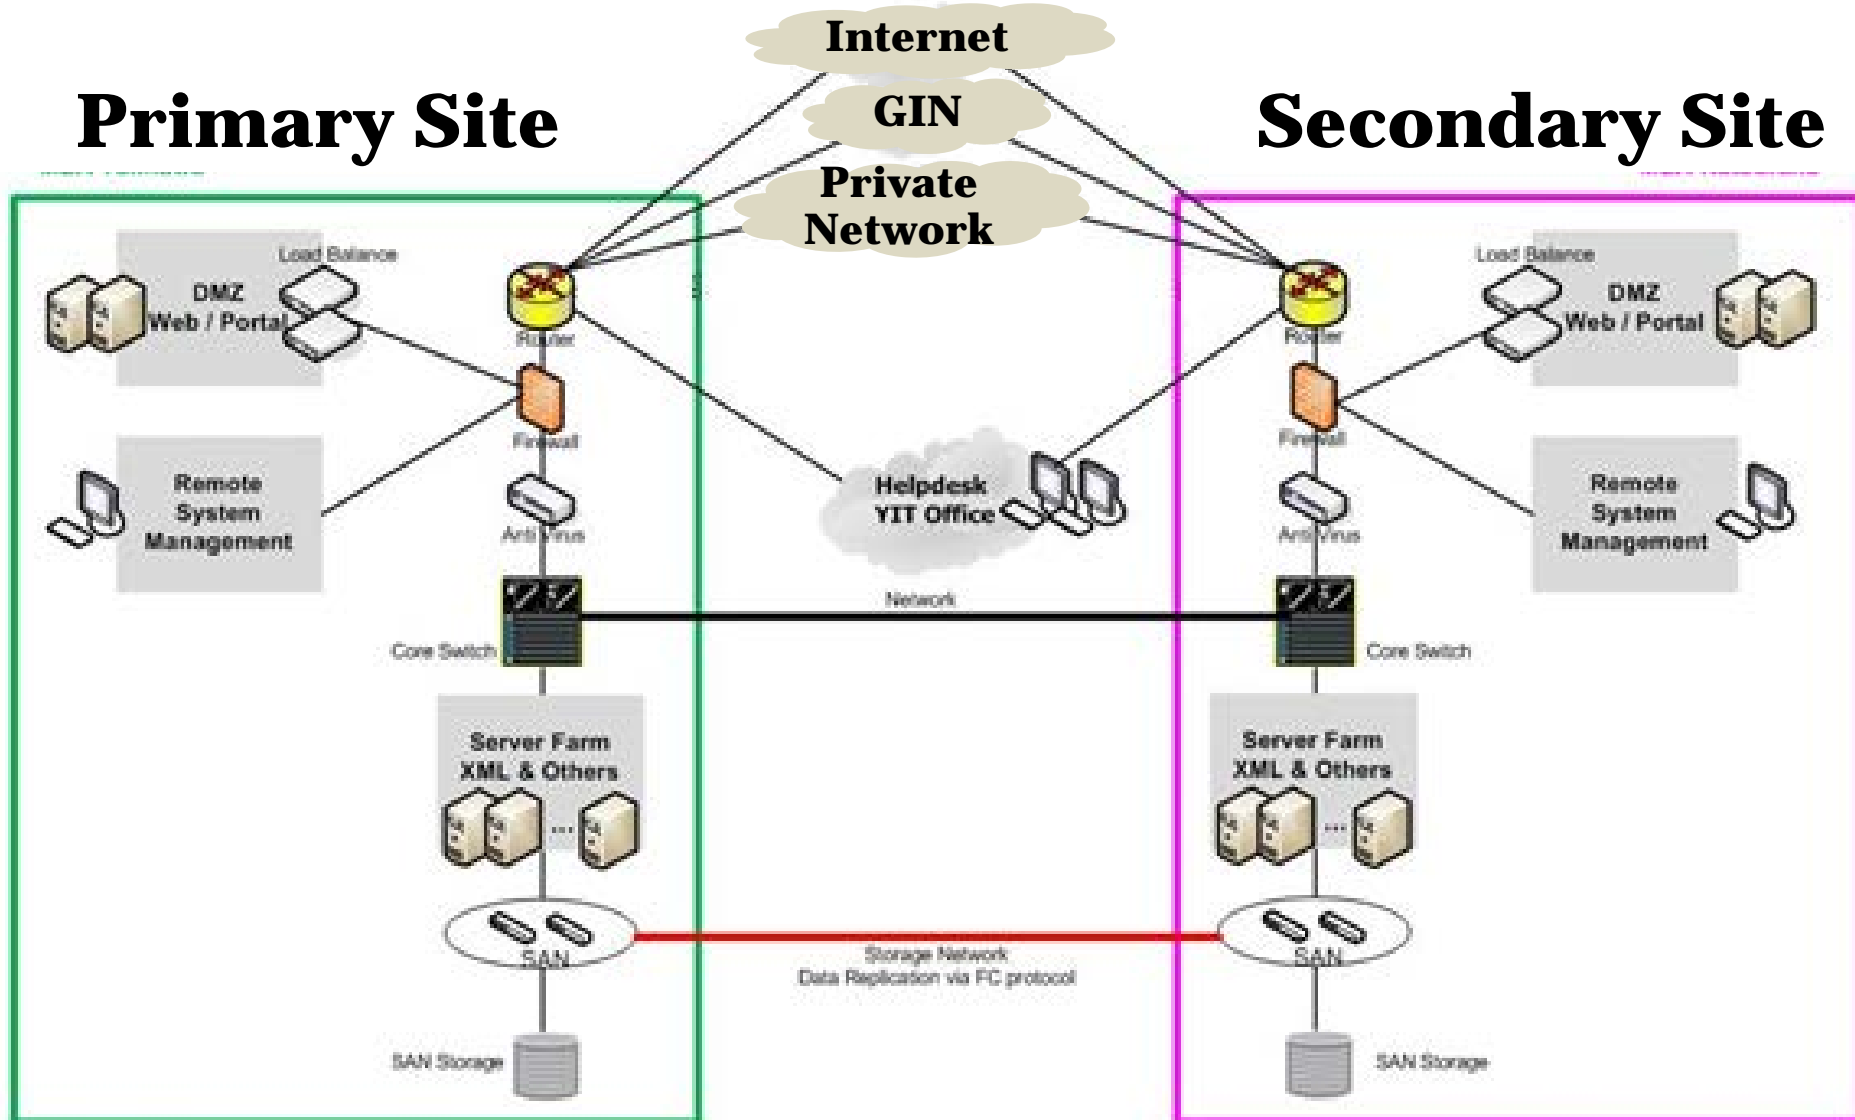 Internet
GIN
Private
Network
Primary Site
Secondary Site
Load Balance
DMZ
Web / Portal
Router
Firewall
Remote
System
Management
Anti Virus
Core Switch
Server Farm
XML & Others
...
SAN
SAN Storage
Helpdesk
YIT Office
Network
Storage Network
Data Replication via FC protocol
Load Balance
DMZ
Web / Portal
Router
Firewall
Remote
System
Management
Anti Virus
Core Switch
Server Farm
XML & Others
...
SAN
SAN Storage